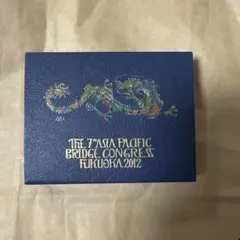 THE 7TH ASIA PACIFIC
BRIDGE CONGRESS
FUKUOKA 2012